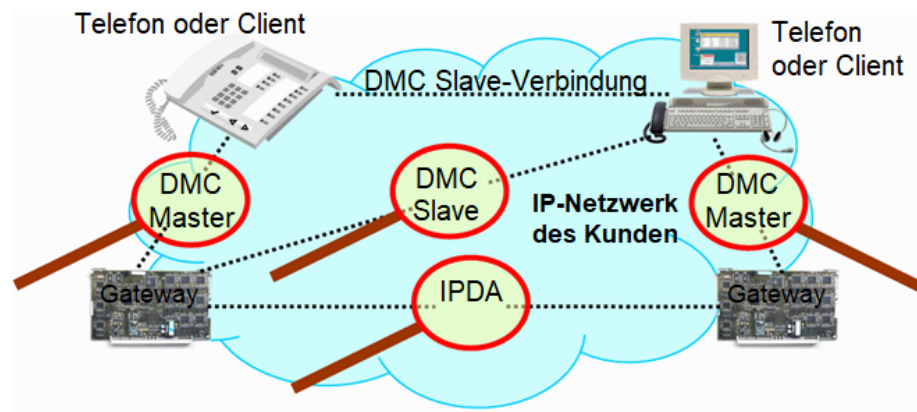 Telefon oder Client
Telefon
oder Client
DMC Slave-Verbindung
DMC
Master
DMC
Slave
IP-Netzwerk
des Kunden
DMC
Master
Gateway
IPDA
Gateway